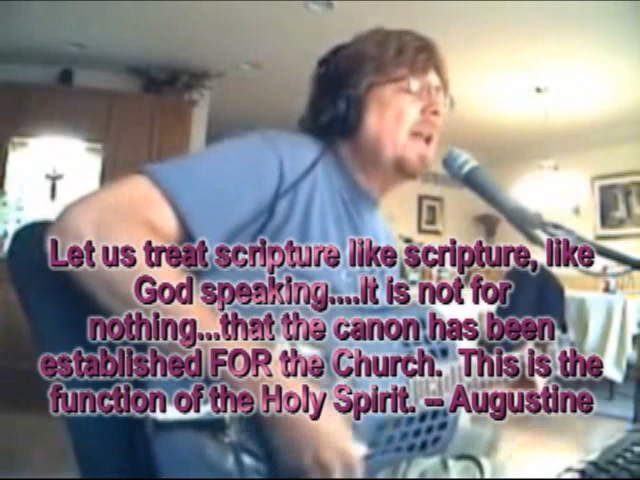 Let us treat scripture like scripture, like
God speaking....It is not for
nothing...that the canon has been
established FOR the Church.  This is the
function of the Holy Spirit. – Augustine